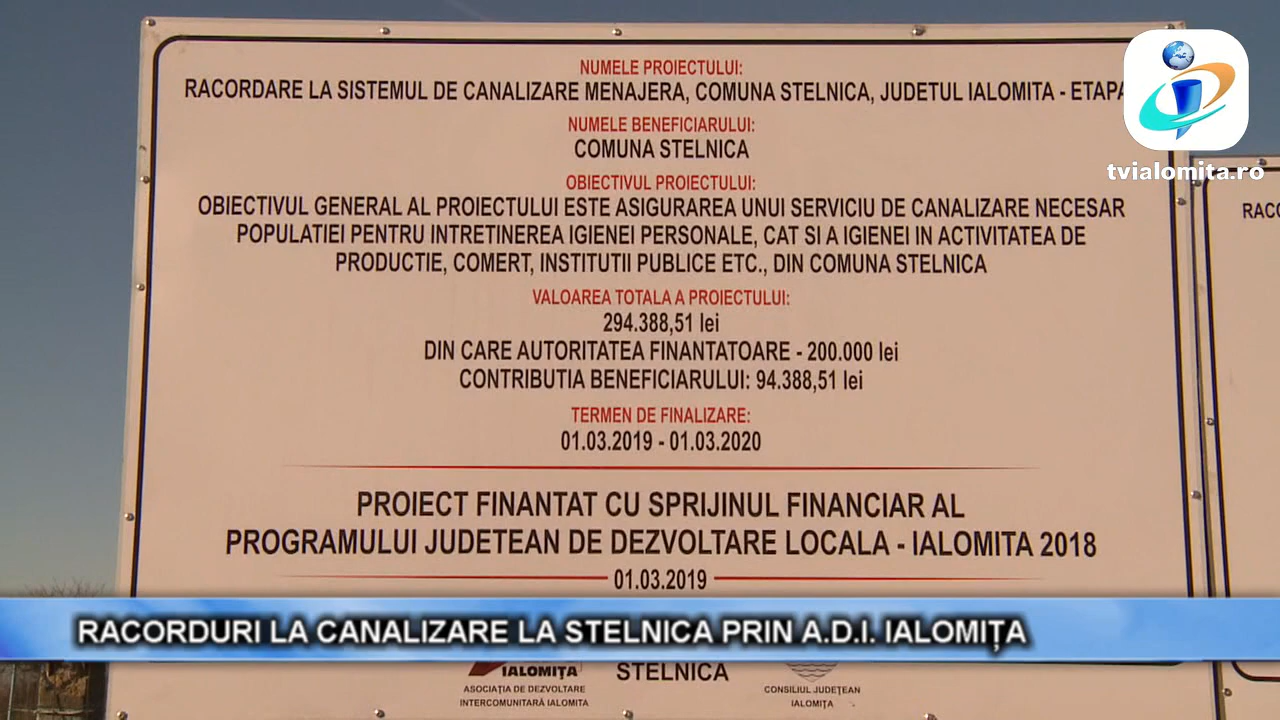 NUMELE PROIECTULUI:
RACORDARE LA SISTEMUL DE CANALIZARE MENAJERA, COMUNA STELNICA, JUDETUL IALOMITA - ETAPA
NUMELE BENEFICIARULUI:
COMUNA STELNICA
OBIECTIVUL PROIECTULUI:
OBIECTIVUL GENERAL AL PROIECTULUI ESTE ASIGURAREA UNUI SERVICIU DE CANALIZARE NECESAR
POPULATIEI PENTRU INTRETINEREA IGIENEI PERSONALE, CAT SI A IGIENEI IN ACTIVITATEA DE
PRODUCTIE, COMERT, INSTITUTII PUBLICE ETC., DIN COMUNA STELNICA
VALOAREA TOTALA A PROIECTULUI:
294.388,51 lei
DIN CARE AUTORITATEA FINANTATOARE - 200.000 lei
CONTRIBUTIA BENEFICIARULUI: 94.388,51 lei
TERMEN DE FINALIZARE:
01.03.2019 - 01.03.2020
PROIECT FINANTAT CU SPRIJINUL FINANCIAR AL
PROGRAMULUI JUDETEAN DE DEZVOLTARE LOCALA - IALOMITA 2018
01.03.2019
tvialomita.ro
RACO
RACORDURI LA CANALIZARE LA STELNICA PRIN A.D.I. IALOMIȚA
IALOMIȚA
ASOCIAȚIA DE DEZVOLTARE
INTERCOMUNITARĂ IALOMITA
STELNICA
CONSILIUL JUDEȚEAN
IALOMIȚA